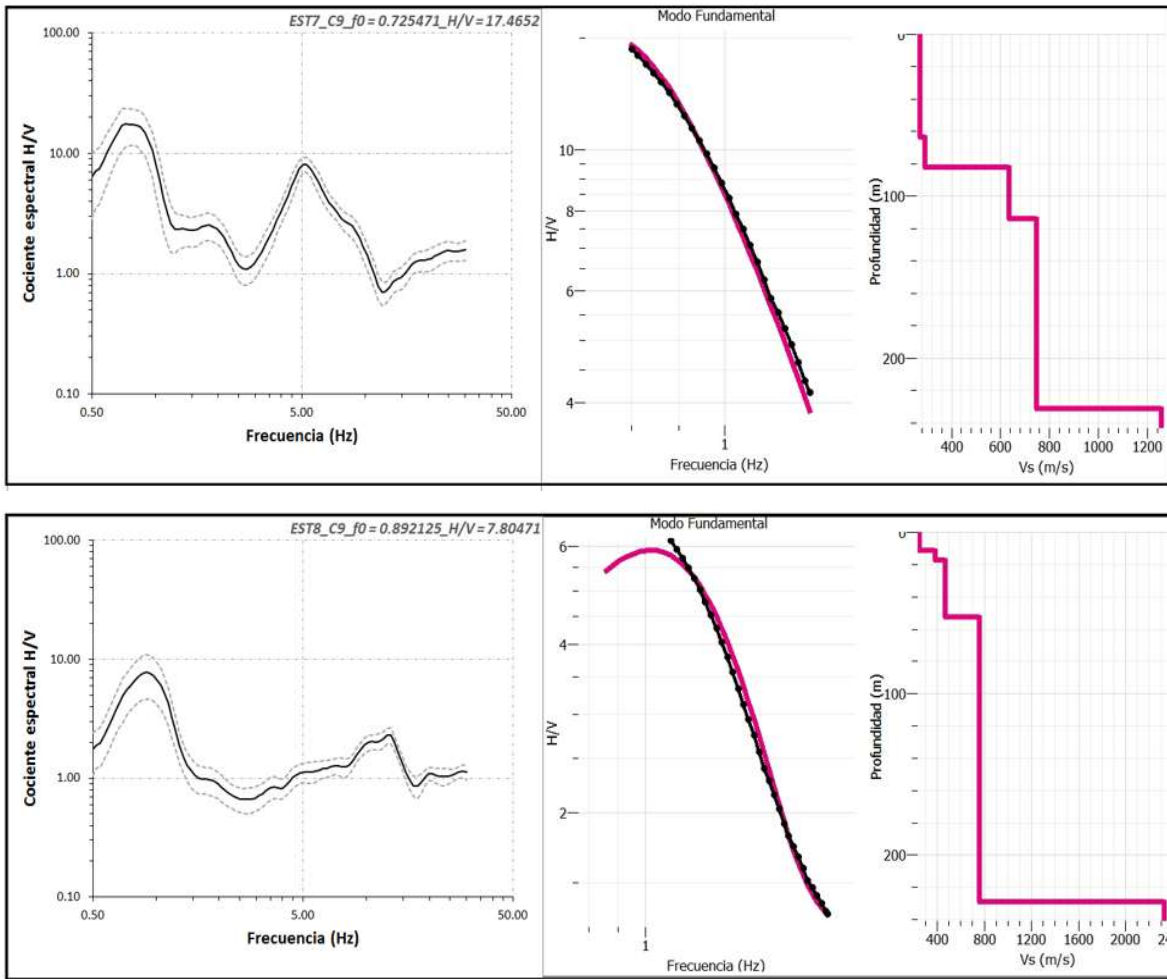 EST7_C9_f0 = 0.725471_H/V = 17.4652
Cociente espectral H/V
100.00
10.00
1.00
0.10
0.50
5.00
50.00
Frecuencia (Hz)
Modo Fundamental
H/V
10
8
6
4
1
Frecuencia (Hz)
Profundidad (m)
0
100
200
400
600
800
1000
1200
Vs (m/s)
EST8_C9_f0 = 0.892125_H/V = 7.80471
Cociente espectral H/V
100.00
10.00
1.00
0.10
0.50
5.00
50.00
Frecuencia (Hz)
Modo Fundamental
H/V
6
4
2
1
Frecuencia (Hz)
Profundidad (m)
0
100
200
400
800
1200
1600
2000
Vs (m/s)